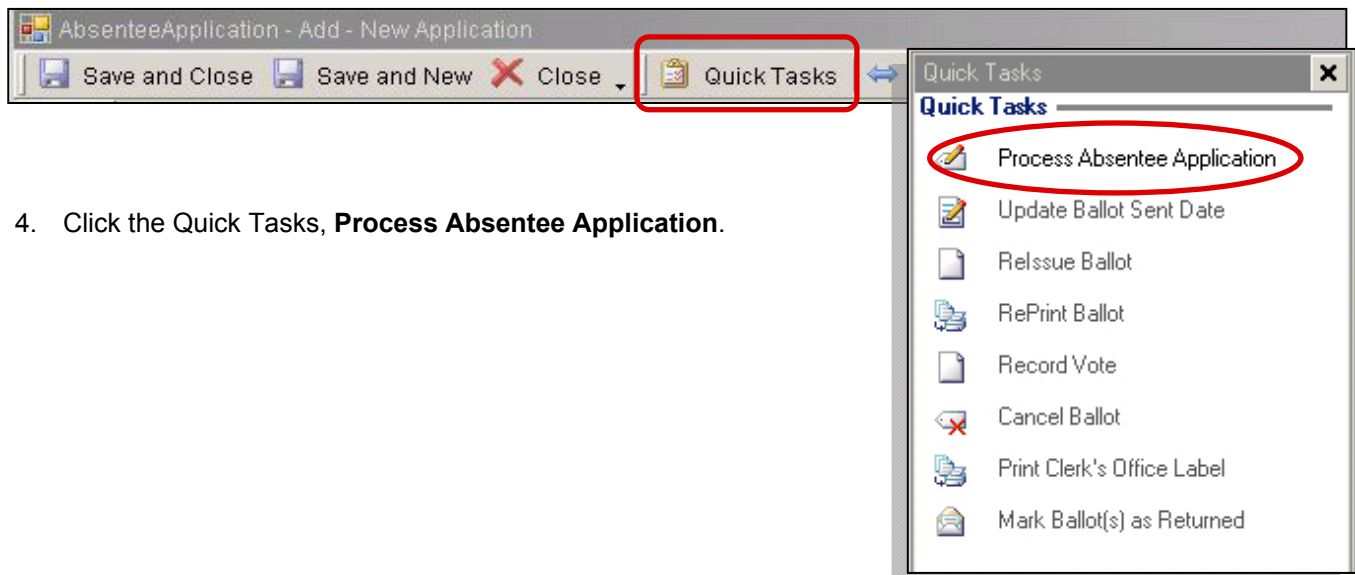 AbsenteeApplication - Add - New Application
Save and Close Save and New Close Quick Tasks
4. Click the Quick Tasks, Process Absentee Application.
Quick Tasks
Quick Tasks
Process Absentee Application
Update Ballot Sent Date
ReIssue Ballot
RePrint Ballot
Record Vote
Cancel Ballot
Print Clerk's Office Label
Mark Ballot(s) as Returned